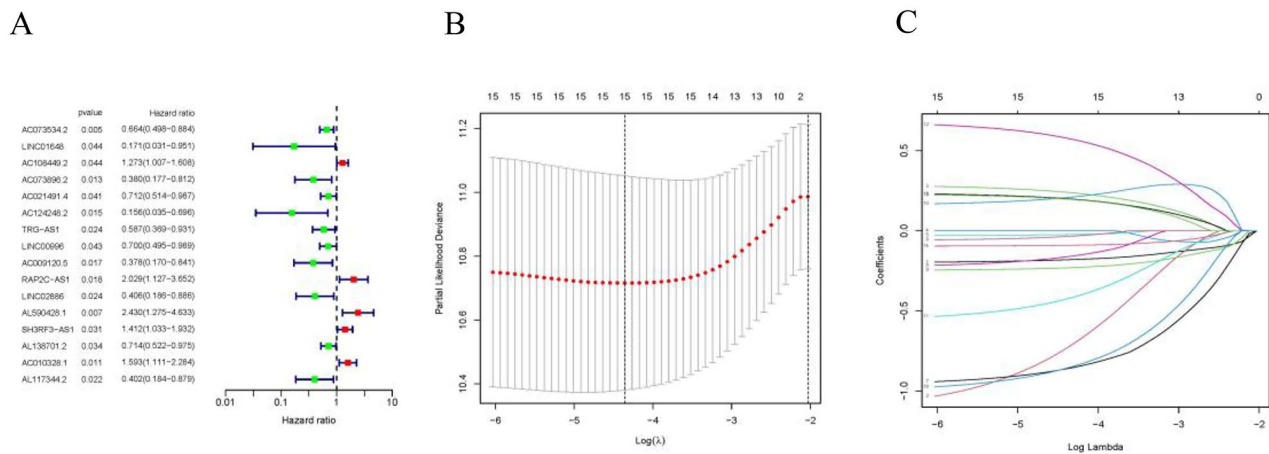 A
B
C
pvalue Hazard ratio
AC073534.2 0.005 0.664(0.498−0.884)
LINC01648 0.044 0.171(0.031−0.951)
AC108449.2 0.044 1.273(1.007−1.608)
AC073896.2 0.013 0.380(0.177−0.812)
AC021491.4 0.041 0.712(0.514−0.987)
AC124248.2 0.015 0.156(0.035−0.696)
TRG−AS1 0.024 0.587(0.369−0.931)
LINC00996 0.043 0.700(0.495−0.989)
AC009120.5 0.017 0.378(0.170−0.841)
RAP2C−AS1 0.018 2.029(1.127−3.652)
LINC02886 0.024 0.406(0.186−0.886)
AL590428.1 0.007 2.430(1.275−4.633)
SH3RF3−AS1 0.031 1.412(1.033−1.932)
AL138701.2 0.034 0.714(0.522−0.975)
AC010328.1 0.011 1.593(1.111−2.284)
AL117344.2 0.022 0.402(0.184−0.879)
0.01 0.1 1 10
Hazard ratio
15 15 15 15 15 15 15 15 15 15 14 13 13 10 2
11.2
11.0
10.8
10.6
10.4
Partial Likelihood Deviance
−6 −5 −4 −3 −2
Log(λ)
15 15 15 13 0
0.5
0.0
−0.5
−1.0
Coefficients
−6 −5 −4 −3 −2
Log Lambda